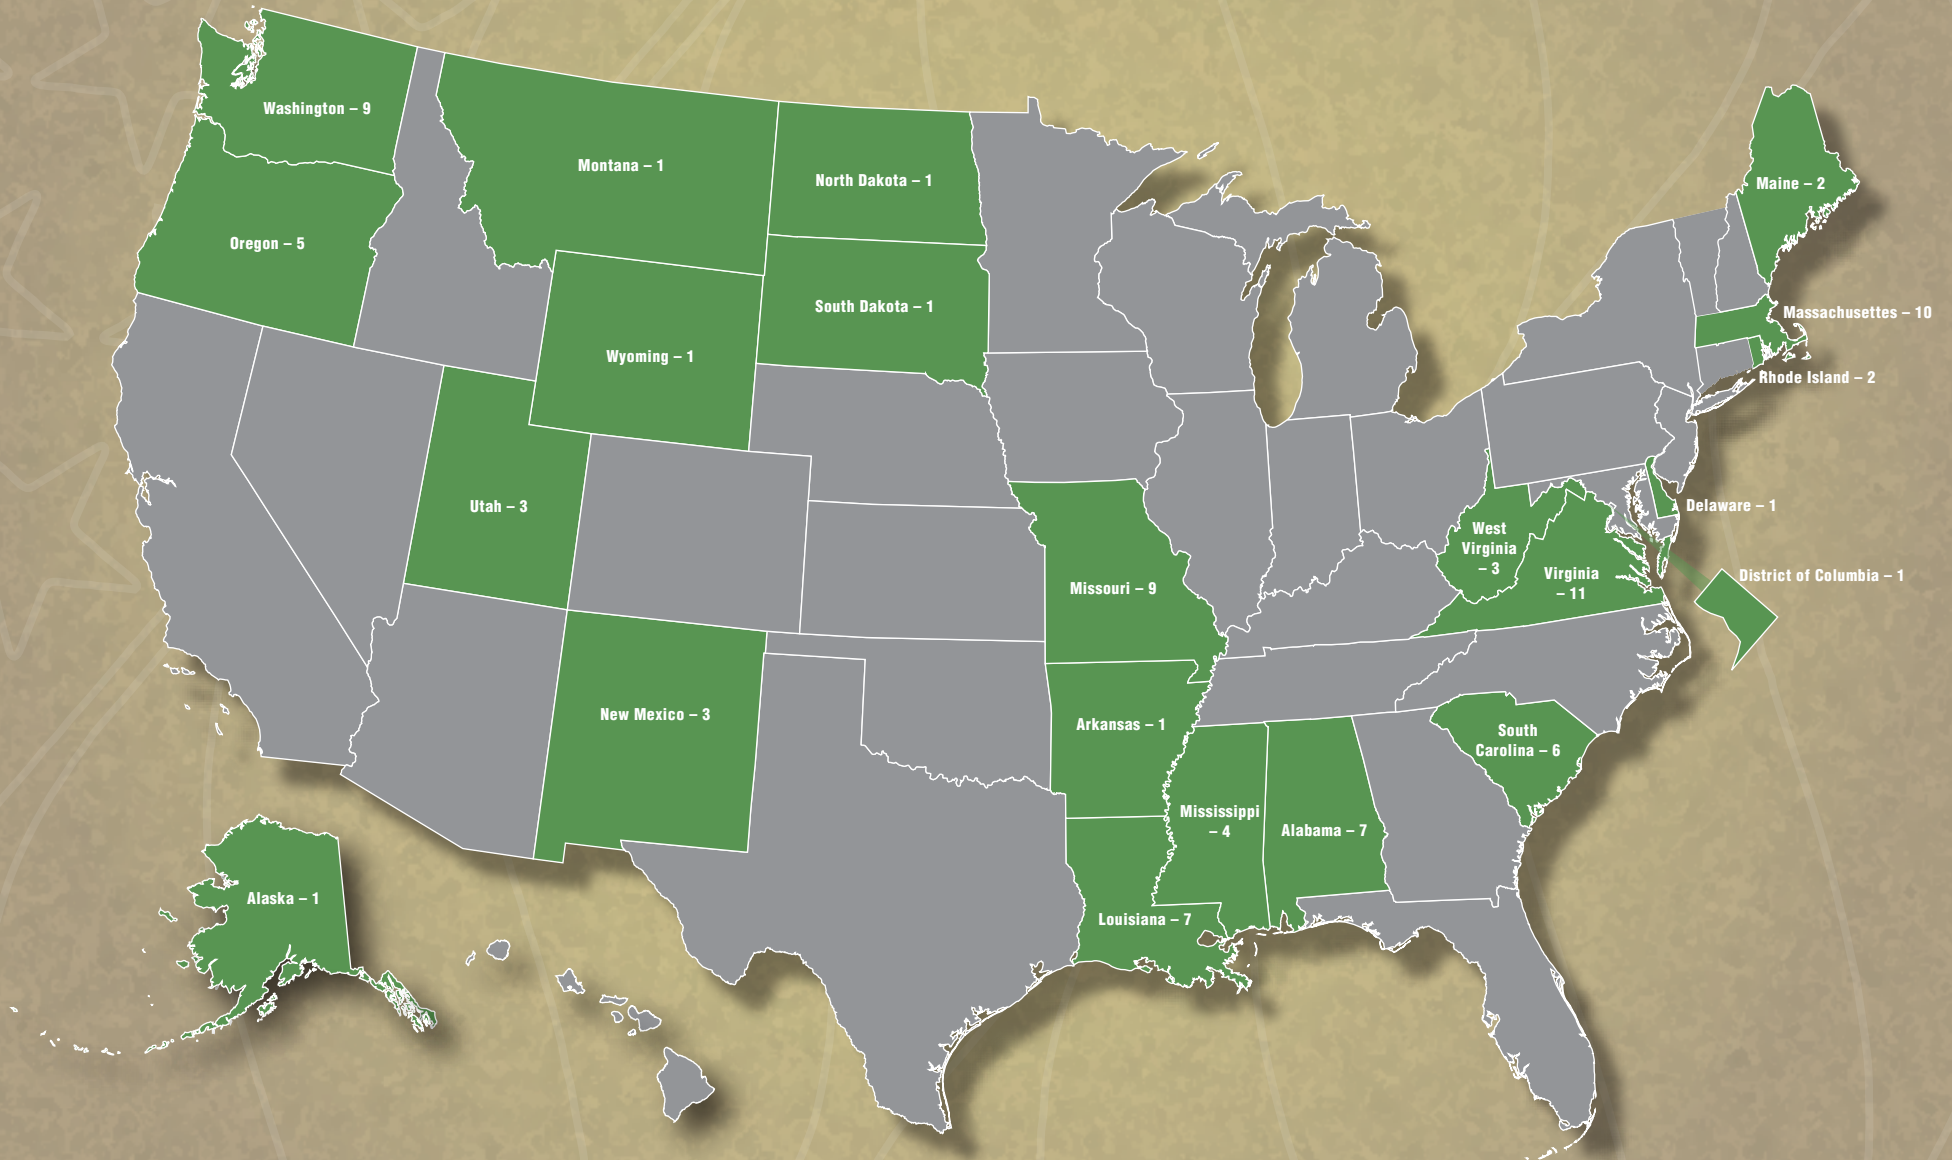 Washington – 9
Montana – 1
North Dakota – 1
Maine – 2
Oregon – 5
South Dakota – 1
Massachusettes – 10
Wyoming – 1
Rhode Island – 2
Utah – 3
Delaware – 1
West
Virginia
– 3
Virginia
– 11
District of Columbia – 1
Missouri – 9
New Mexico – 3
Arkansas – 1
South
Carolina – 6
Mississippi
– 4
Alabama – 7
Alaska – 1
Louisiana – 7